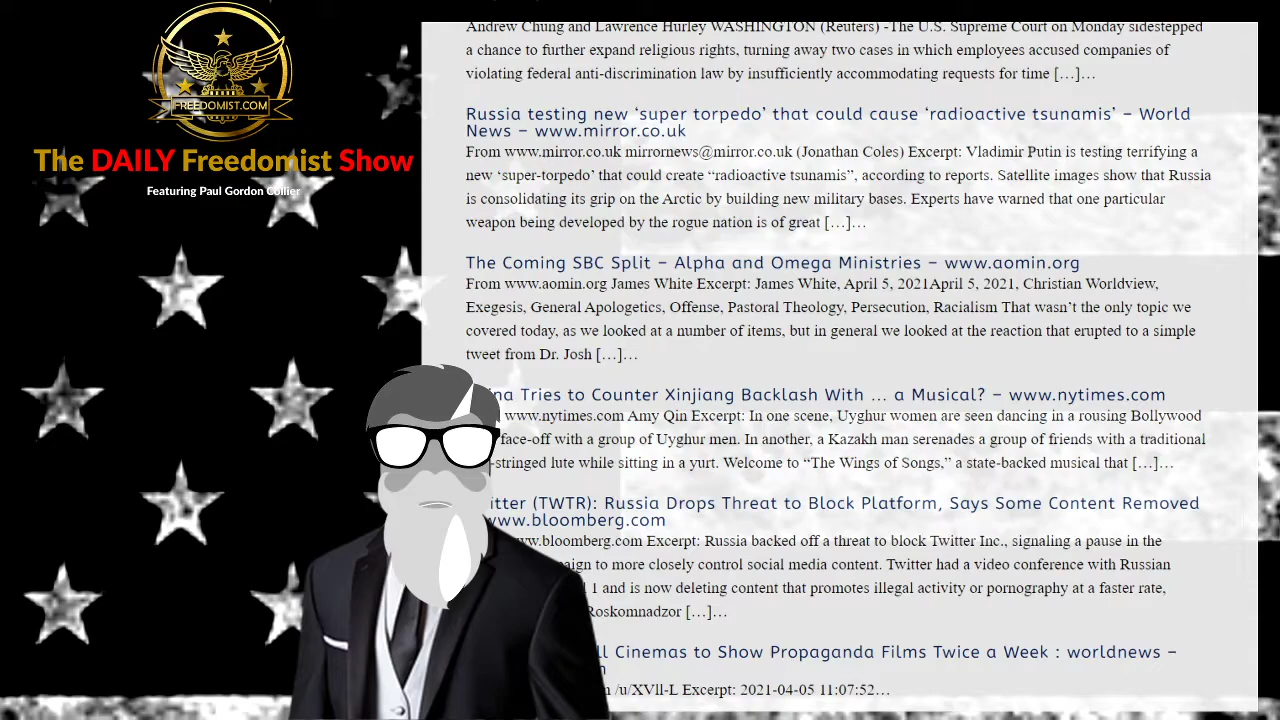 FREEDOMIST.COM
The DAILY Freedomist Show
Featuring Paul Gordon Collier
Andrew Chung and Lawrence Hurley WASHINGTON (Reuters) -The U.S. Supreme Court on Monday sidestepped
a chance to further expand religious rights, turning away two cases in which employees accused companies of
violating federal anti-discrimination law by insufficiently accommodating requests for time […]…
Russia testing new ‘super torpedo’ that could cause ‘radioactive tsunamis’ – World
News – www.mirror.co.uk
From www.mirror.co.uk mirrornews@mirror.co.uk (Jonathan Coles) Excerpt: Vladimir Putin is testing terrifying a
new ‘super-torpedo’ that could create “radioactive tsunamis”, according to reports. Satellite images show that Russia
is consolidating its grip on the Arctic by building new military bases. Experts have warned that one particular
weapon being developed by the rogue nation is of great […]…
The Coming SBC Split – Alpha and Omega Ministries – www.aomin.org
From www.aomin.org James White Excerpt: James White, April 5, 2021April 5, 2021, Christian Worldview,
Exegesis, General Apologetics, Offense, Pastoral Theology, Persecution, Racialism That wasn’t the only topic we
covered today, as we looked at a number of items, but in general we looked at the reaction that erupted to a simple
tweet from Dr. Josh […]…
Tries to Counter Xinjiang Backlash With … a Musical? – www.nytimes.com
www.nytimes.com Amy Qin Excerpt: In one scene, Uyghur women are seen dancing in a rousing Bollywood
face-off with a group of Uyghur men. In another, a Kazakh man serenades a group of friends with a traditional
-stringed lute while sitting in a yurt. Welcome to “The Wings of Songs,” a state-backed musical that […]…
(TWTR): Russia Drops Threat to Block Platform, Says Some Content Removed
www.bloomberg.com
www.bloomberg.com Excerpt: Russia backed off a threat to block Twitter Inc., signaling a pause in the
to more closely control social media content. Twitter had a video conference with Russian
1 and is now deleting content that promotes illegal activity or pornography at a faster rate,
Roskomnadzor […]…
Cinemas to Show Propaganda Films Twice a Week : worldnews –
/u/XVll-L Excerpt: 2021-04-05 11:07:52…